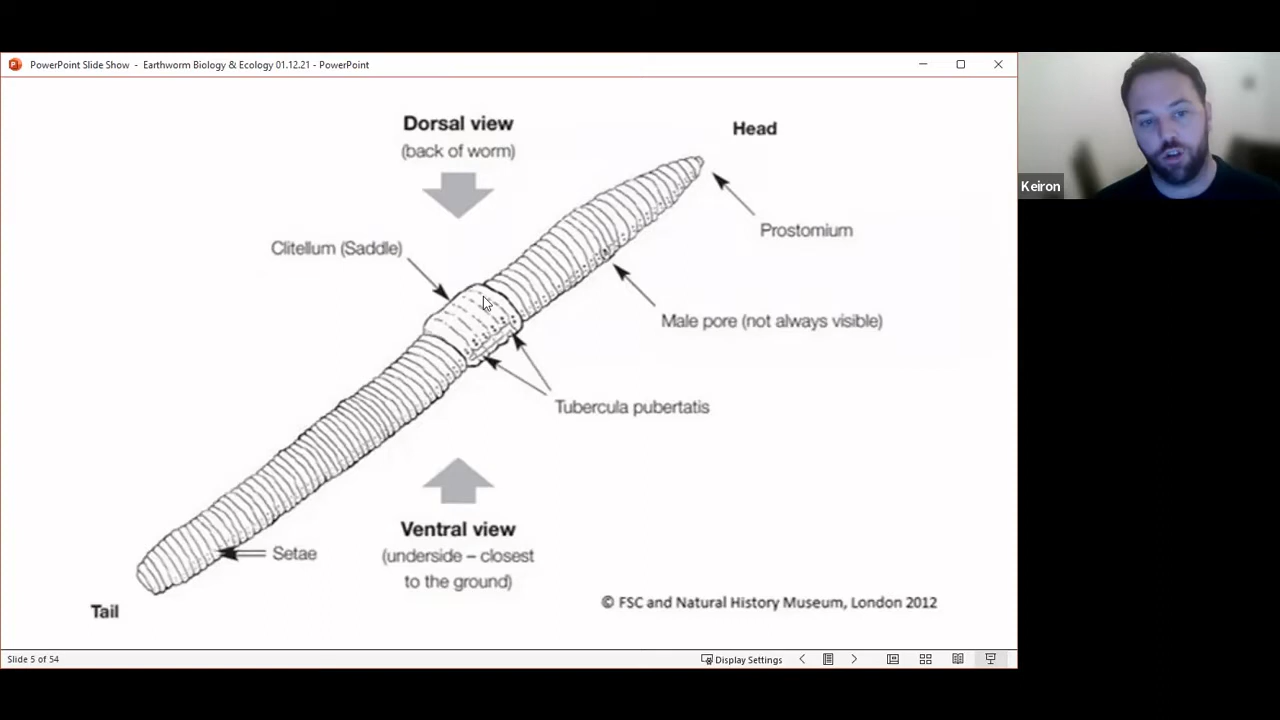 PowerPoint Slide Show - Earthworm Biology & Ecology 01.12.21 - PowerPoint
Dorsal view
(back of worm)
Head
Keiron
Prostomium
Clitellum (Saddle)
Male pore (not always visible)
Tubercula pubertatis
Ventral view
(underside – closest
to the ground)
Setae
Tail
© FSC and Natural History Museum, London 2012
Slide 5 of 54
Display Settings